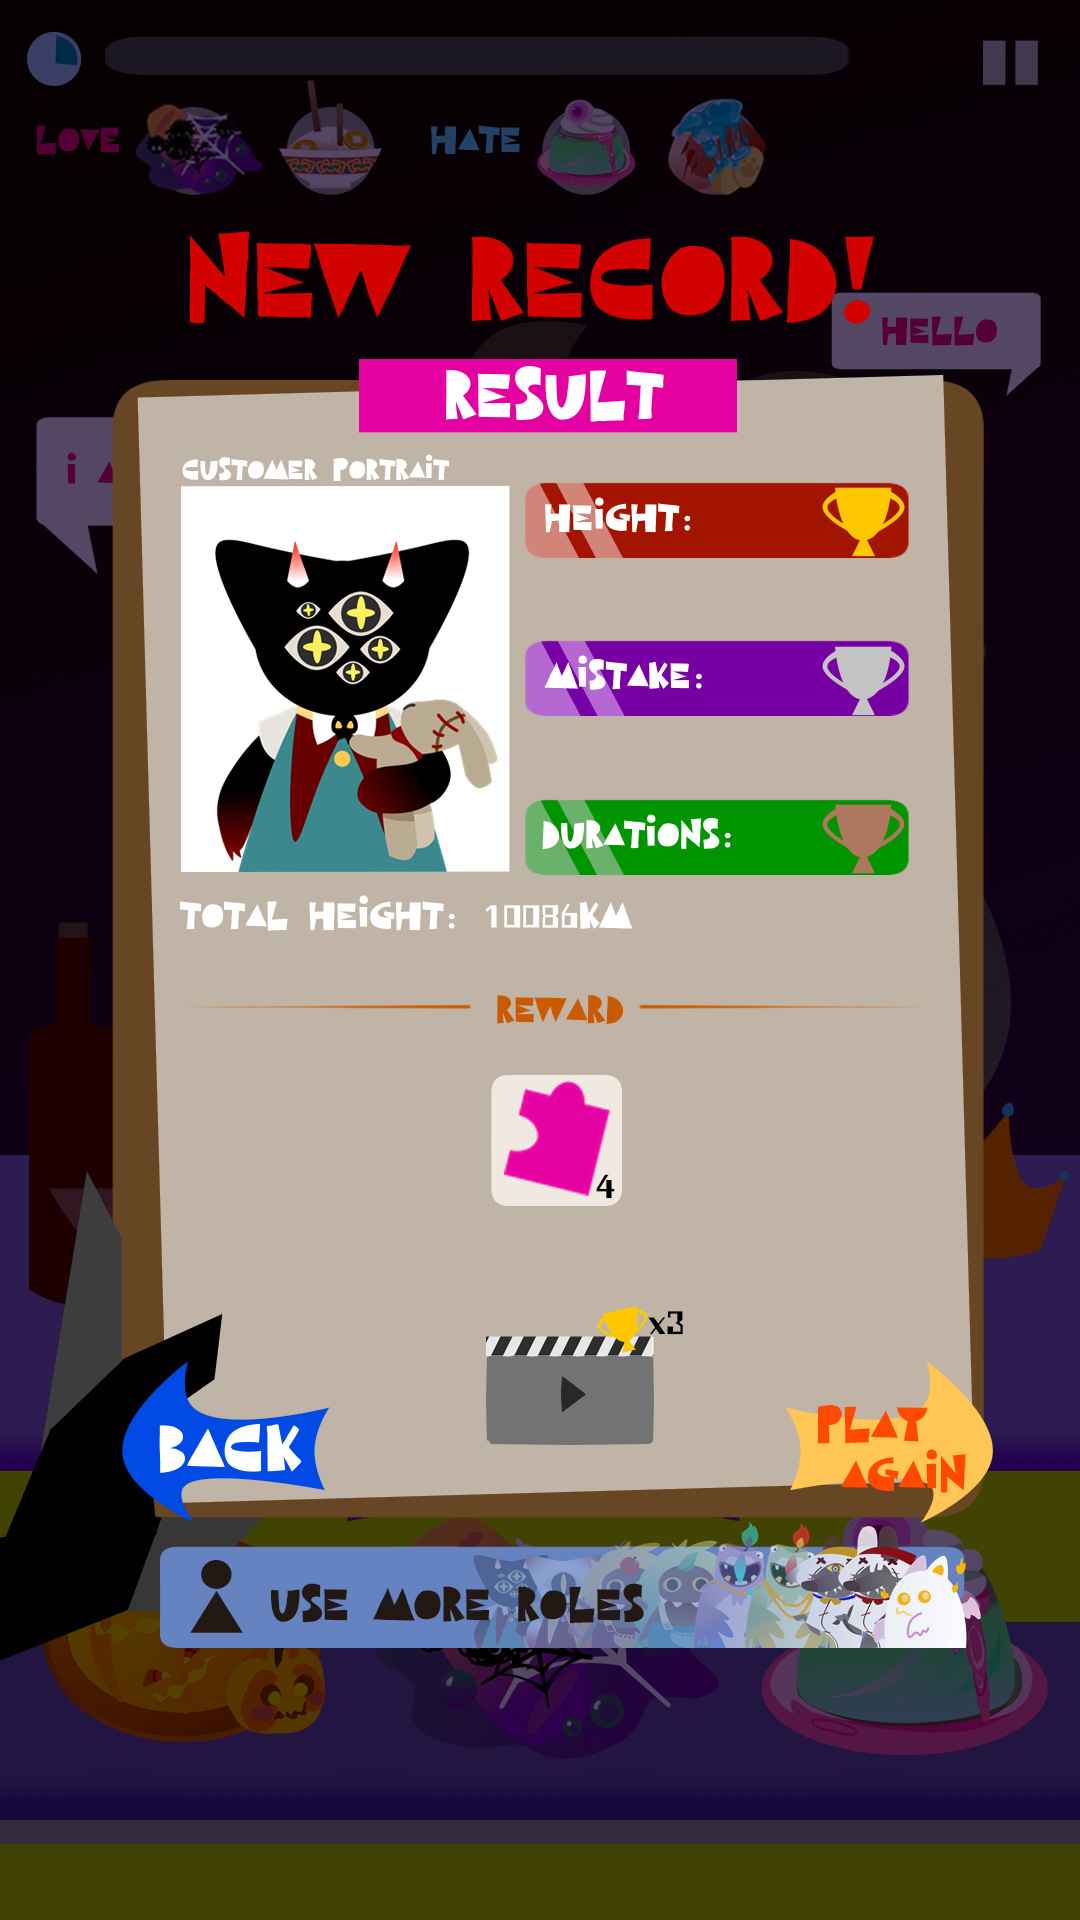 LOVE
HATE
NEW RECORD!
HELLO
RESULT
i A
CUSTOMER PORTRAiT
HEiGHT:
MiSTAKE:
DURATiONS:
TOTAL HEiGHT: 10086KM
REWARD
4
x3
BACK
PLAY
AGAiN
USE MORE ROLES